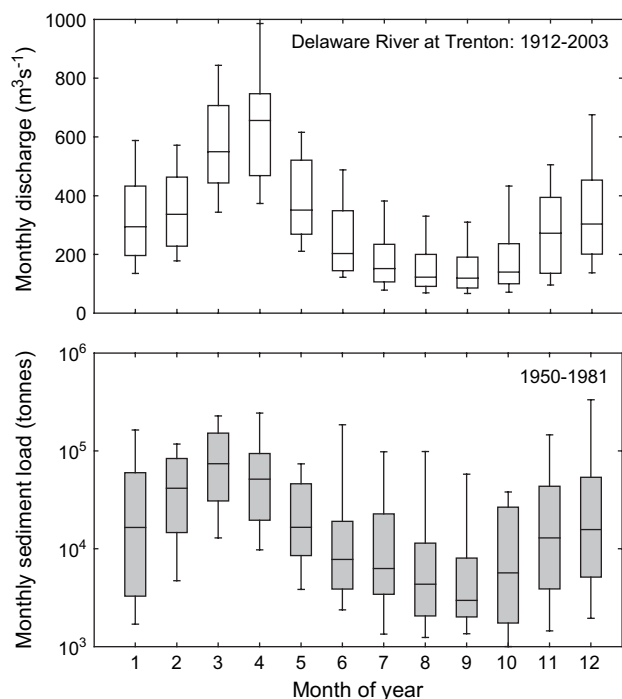 Delaware River at Trenton: 1912-2003
Monthly discharge (m³s⁻¹)
1000
800
600
400
200
0
1950-1981
Monthly sediment load (tonnes)
10⁶
10⁵
10⁴
10³
1 2 3 4 5 6 7 8 9 10 11 12
Month of year